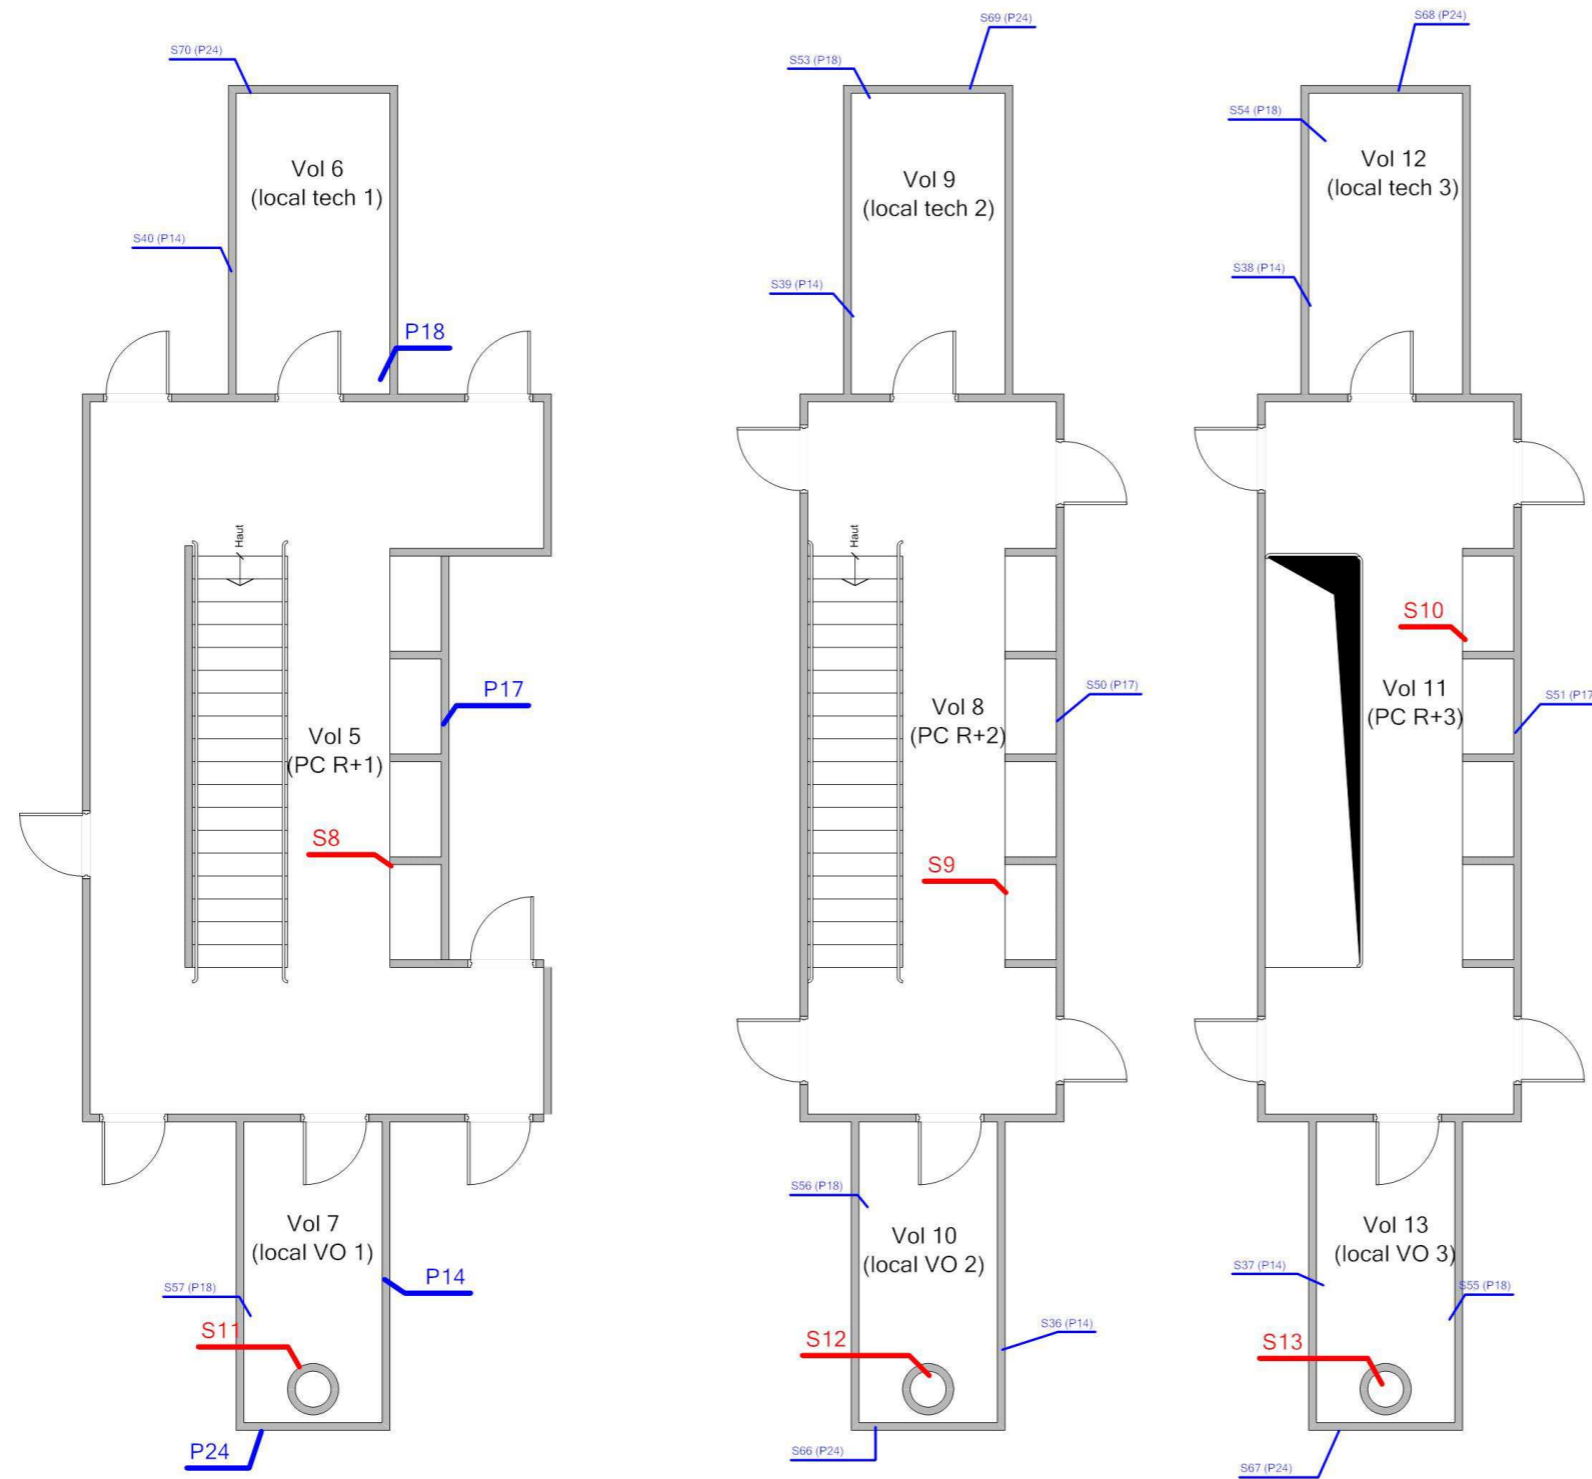 S70 (P24)
Vol 6
(local tech 1)
S40 (P14)
P18
Haut
P17
Vol 5
(PC R+1)
S8
Vol 7
(local VO 1)
P14
S57 (P18)
S11
P24
S69 (P24)
S53 (P18)
Vol 9
(local tech 2)
S39 (P14)
Haut
S50 (P17)
Vol 8
(PC R+2)
S9
S56 (P18)
Vol 10
(local VO 2)
S12
S36 (P14)
S66 (P24)
S68 (P24)
S54 (P18)
Vol 12
(local tech 3)
S38 (P14)
S10
Vol 11
(PC R+3)
S51 (P17
Vol 13
(local VO 3)
S37 (P14)
S55 (P18)
S13
S67 (P24)